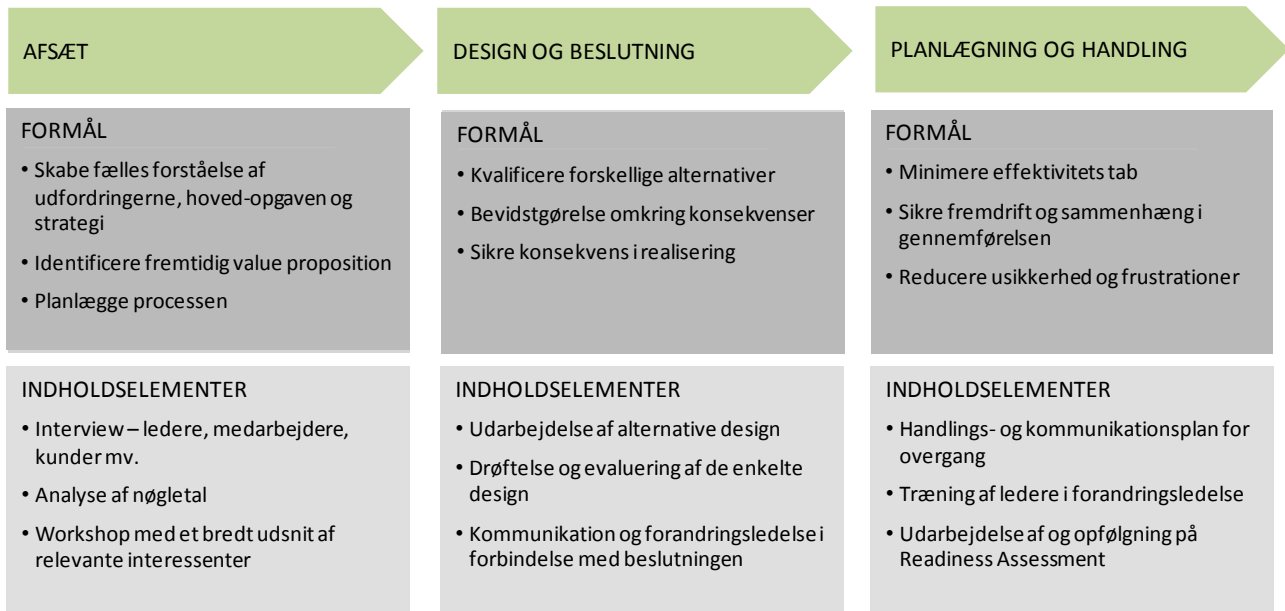 AFSÆT
FORMÅL
• Skabe fælles forståelse af
udfordringerne, hoved-opgaven og
strategi
• Identificere fremtidig value proposition
• Planlægge processen
INDHOLDSELEMENTER
• Interview – ledere, medarbejdere,
kunder mv.
• Analyse af nøgletal
• Workshop med et bredt udsnit af
relevante interessenter
DESIGN OG BESLUTNING
FORMÅL
• Kvalificere forskellige alternativer
• Bevidstgørelse omkring konsekvenser
• Sikre konsekvens i realisering
INDHOLDSELEMENTER
• Udarbejdelse af alternative design
• Drøftelse og evaluering af de enkelte
design
• Kommunikation og forandringsledelse i
forbindelse med beslutningen
PLANLÆGNING OG HANDLING
FORMÅL
• Minimere effektivitets tab
• Sikre fremdrift og sammenhæng i
gennemførelsen
• Reducere usikkerhed og frustrationer
INDHOLDSELEMENTER
• Handlings- og kommunikationsplan for
overgang
• Træning af ledere i forandringsledelse
• Udarbejdelse af og opfølgning på
Readiness Assessment